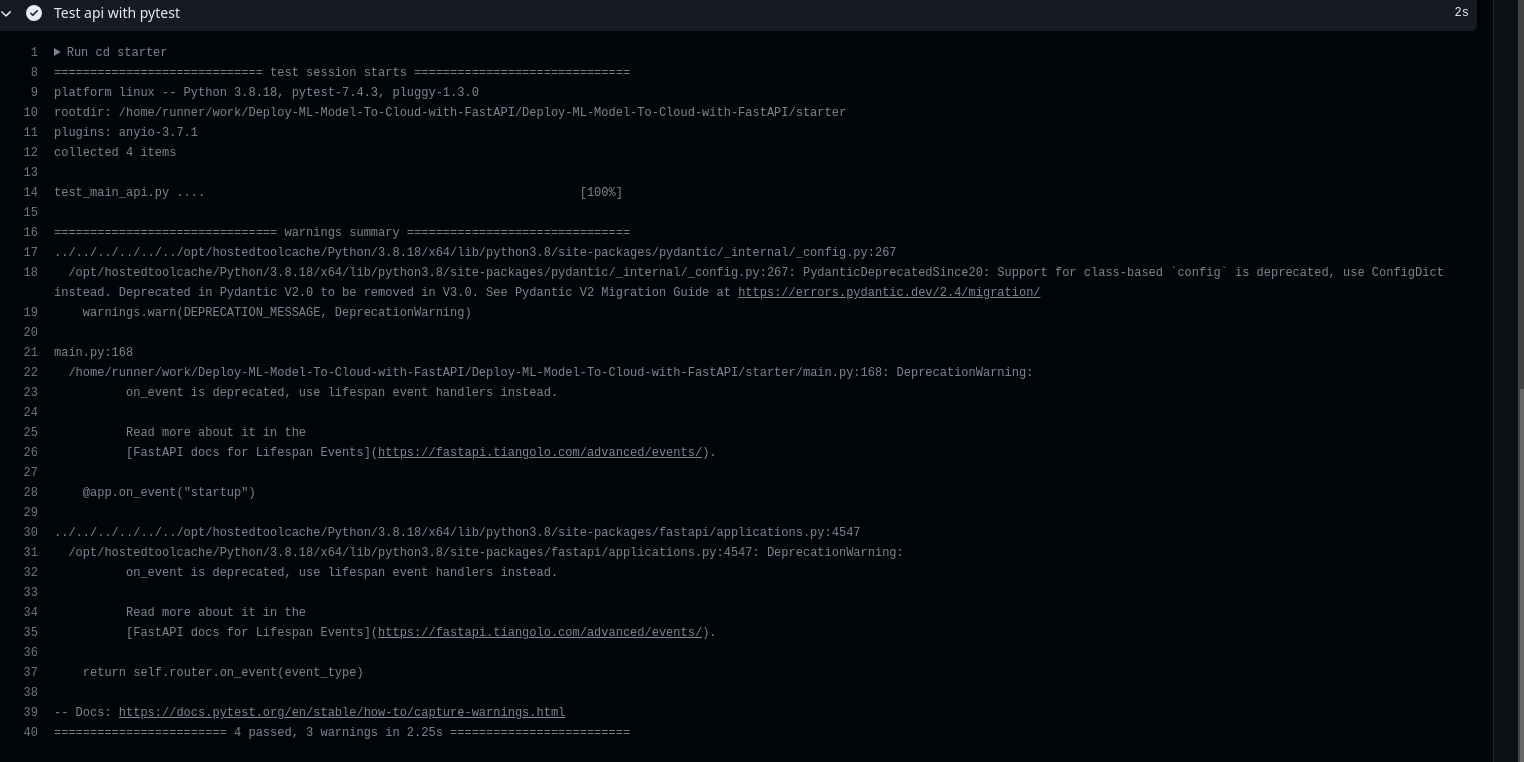 Test api with pytest 2s
1 ▶ Run cd starter
8 ============================= test session starts ==============================
9 platform linux -- Python 3.8.18, pytest-7.4.3, pluggy-1.3.0
10 rootdir: /home/runner/work/Deploy-ML-Model-To-Cloud-with-FastAPI/Deploy-ML-Model-To-Cloud-with-FastAPI/starter
11 plugins: anyio-3.7.1
12 collected 4 items
13
14 test_main_api.py .... [100%]
15
16 =============================== warnings summary ===============================
17 ../../../../../../opt/hostedtoolcache/Python/3.8.18/x64/lib/python3.8/site-packages/pydantic/_internal/_config.py:267
18 /opt/hostedtoolcache/Python/3.8.18/x64/lib/python3.8/site-packages/pydantic/_internal/_config.py:267: PydanticDeprecatedSince20: Support for class-based `config` is deprecated, use ConfigDict
instead. Deprecated in Pydantic V2.0 to be removed in V3.0. See Pydantic V2 Migration Guide at https://errors.pydantic.dev/2.4/migration/
19 warnings.warn(DEPRECATION_MESSAGE, DeprecationWarning)
20
21 main.py:168
22 /home/runner/work/Deploy-ML-Model-To-Cloud-with-FastAPI/Deploy-ML-Model-To-Cloud-with-FastAPI/starter/main.py:168: DeprecationWarning:
23 on_event is deprecated, use lifespan event handlers instead.
24
25 Read more about it in the
26 [FastAPI docs for Lifespan Events](https://fastapi.tiangolo.com/advanced/events/).
27
28 @app.on_event("startup")
29
30 ../../../../../../opt/hostedtoolcache/Python/3.8.18/x64/lib/python3.8/site-packages/fastapi/applications.py:4547
31 /opt/hostedtoolcache/Python/3.8.18/x64/lib/python3.8/site-packages/fastapi/applications.py:4547: DeprecationWarning:
32 on_event is deprecated, use lifespan event handlers instead.
33
34 Read more about it in the
35 [FastAPI docs for Lifespan Events](https://fastapi.tiangolo.com/advanced/events/).
36
37 return self.router.on_event(event_type)
38
39 -- Docs: https://docs.pytest.org/en/stable/how-to/capture-warnings.html
40 ======================== 4 passed, 3 warnings in 2.25s =========================